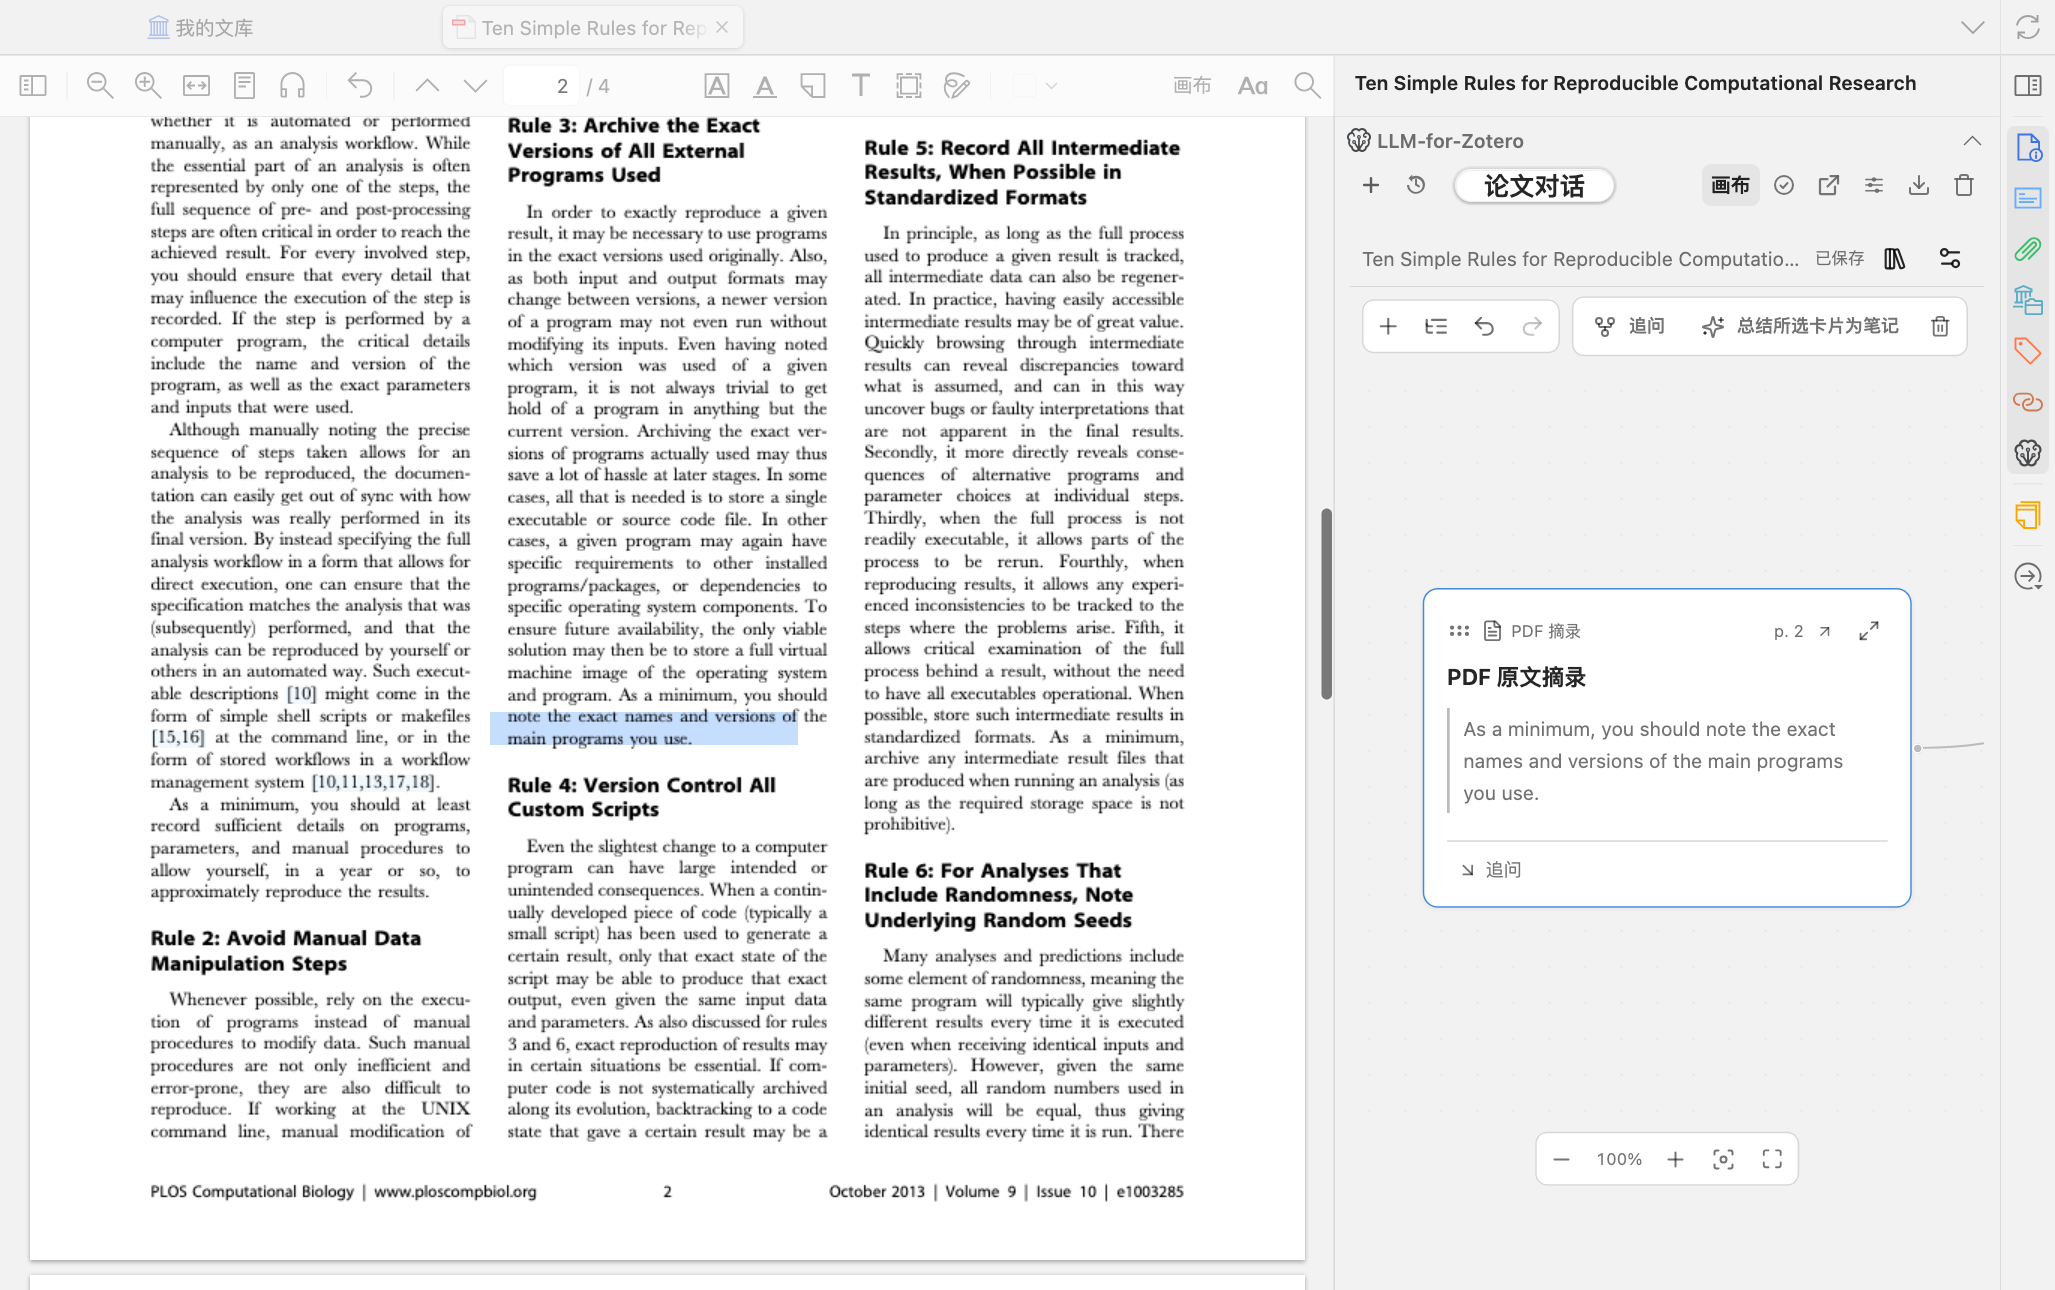 我的文库
Ten Simple Rules for Rep
2 / 4
画布
Aa
whether it is automated or performed
manually, as an analysis workflow. While
the essential part of an analysis is often
represented by only one of the steps, the
full sequence of pre- and post-processing
steps are often critical in order to reach the
achieved result. For every involved step,
you should ensure that every detail that
may influence the execution of the step is
recorded. If the step is performed by a
computer program, the critical details
include the name and version of the
program, as well as the exact parameters
and inputs that were used.
Although manually noting the precise
sequence of steps taken allows for an
analysis to be reproduced, the documen-
tation can easily get out of sync with how
the analysis was really performed in its
final version. By instead specifying the full
analysis workflow in a form that allows for
direct execution, one can ensure that the
specification matches the analysis that was
(subsequently) performed, and that the
analysis can be reproduced by yourself or
others in an automated way. Such execut-
able descriptions [10] might come in the
form of simple shell scripts or makefiles
[15,16] at the command line, or in the
form of stored workflows in a workflow
management system [10,11,13,17,18].
As a minimum, you should at least
record sufficient details on programs,
parameters, and manual procedures to
allow yourself, in a year or so, to
approximately reproduce the results.
Rule 2: Avoid Manual Data
Manipulation Steps
Whenever possible, rely on the execu-
tion of programs instead of manual
procedures to modify data. Such manual
procedures are not only inefficient and
error-prone, they are also difficult to
reproduce. If working at the UNIX
command line, manual modification of
Rule 3: Archive the Exact
Versions of All External
Programs Used
In order to exactly reproduce a given
result, it may be necessary to use programs
in the exact versions used originally. Also,
as both input and output formats may
change between versions, a newer version
of a program may not even run without
modifying its inputs. Even having noted
which version was used of a given
program, it is not always trivial to get
hold of a program in anything but the
current version. Archiving the exact ver-
sions of programs actually used may thus
save a lot of hassle at later stages. In some
cases, all that is needed is to store a single
executable or source code file. In other
cases, a given program may again have
specific requirements to other installed
programs/packages, or dependencies to
specific operating system components. To
ensure future availability, the only viable
solution may then be to store a full virtual
machine image of the operating system
and program. As a minimum, you should
note the exact names and versions of the
main programs you use.
Rule 4: Version Control All
Custom Scripts
Even the slightest change to a computer
program can have large intended or
unintended consequences. When a contin-
ually developed piece of code (typically a
small script) has been used to generate a
certain result, only that exact state of the
script may be able to produce that exact
output, even given the same input data
and parameters. As also discussed for rules
3 and 6, exact reproduction of results may
in certain situations be essential. If com-
puter code is not systematically archived
along its evolution, backtracking to a code
state that gave a certain result may be a
Rule 5: Record All Intermediate
Results, When Possible in
Standardized Formats
In principle, as long as the full process
used to produce a given result is tracked,
all intermediate data can also be regener-
ated. In practice, having easily accessible
intermediate results may be of great value.
Quickly browsing through intermediate
results can reveal discrepancies toward
what is assumed, and can in this way
uncover bugs or faulty interpretations that
are not apparent in the final results.
Secondly, it more directly reveals conse-
quences of alternative programs and
parameter choices at individual steps.
Thirdly, when the full process is not
readily executable, it allows parts of the
process to be rerun. Fourthly, when
reproducing results, it allows any experi-
enced inconsistencies to be tracked to the
steps where the problems arise. Fifth, it
allows critical examination of the full
process behind a result, without the need
to have all executables operational. When
possible, store such intermediate results in
standardized formats. As a minimum,
archive any intermediate result files that
are produced when running an analysis (as
long as the required storage space is not
prohibitive).
Rule 6: For Analyses That
Include Randomness, Note
Underlying Random Seeds
Many analyses and predictions include
some element of randomness, meaning the
same program will typically give slightly
different results every time it is executed
(even when receiving identical inputs and
parameters). However, given the same
initial seed, all random numbers used in
an analysis will be equal, thus giving
identical results every time it is run. There
PLOS Computational Biology | www.ploscompbiol.org
2
October 2013 | Volume 9 | Issue 10 | e1003285
Ten Simple Rules for Reproducible Computational Research
LLM-for-Zotero
论文对话
画布
Ten Simple Rules for Reproducible Computatio...
已保存
追问
总结所选卡片为笔记
PDF 摘录
p. 2
PDF 原文摘录
As a minimum, you should note the exact
names and versions of the main programs
you use.
追问
100%